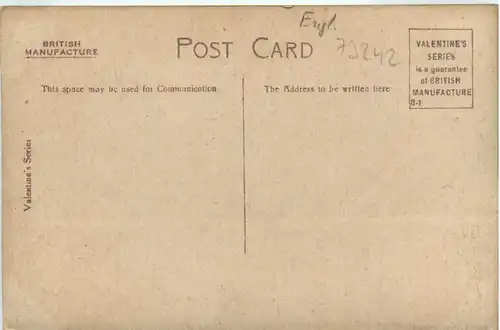 Engl.
79242
BRITISH
MANUFACTURE
POST CARD
VALENTINE'S
SERIES
is a guarantee
of BRITISH
MANUFACTURE
This space may be used for Communication
The Address to be written here
Valentine's Series